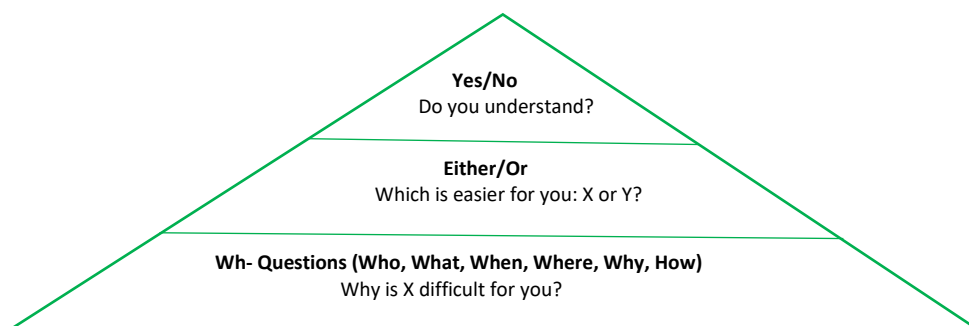 Yes/No
Do you understand?
Either/Or
Which is easier for you: X or Y?
Wh- Questions (Who, What, When, Where, Why, How)
Why is X difficult for you?